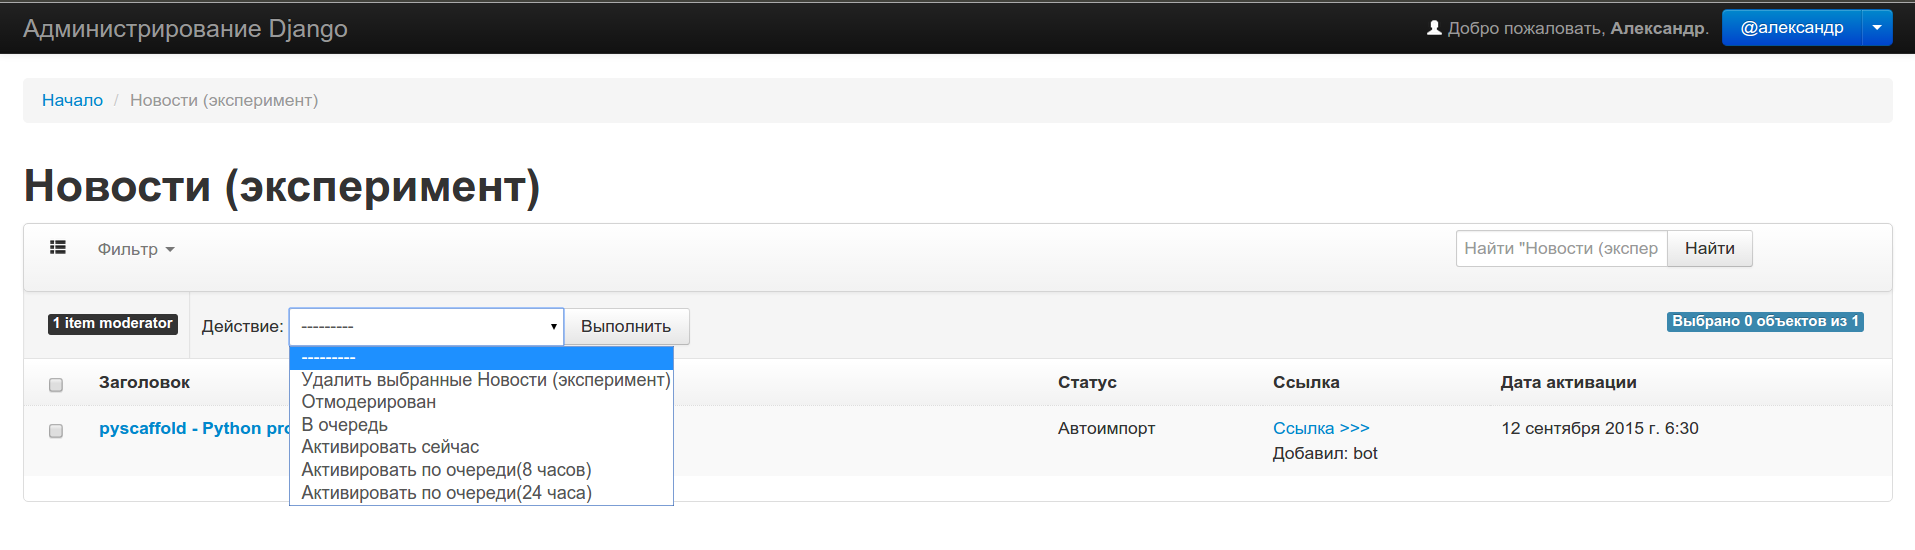 Администрирование Django
Добро пожаловать, Александр. @александр
Начало / Новости (эксперимент)
Новости (эксперимент)
Фильтр
Найти "Новости (экспер Найти
1 item moderator Действие: --------- Выполнить Выбрано 0 объектов из 1
---------
Удалить выбранные Новости (эксперимент)
Отмодерирован
В очередь
Активировать сейчас
Активировать по очереди(8 часов)
Активировать по очереди(24 часа)
Заголовок Статус Ссылка Дата активации
pyscaffold - Python pro Автоимпорт Ссылка >>> 12 сентября 2015 г. 6:30
Добавил: bot